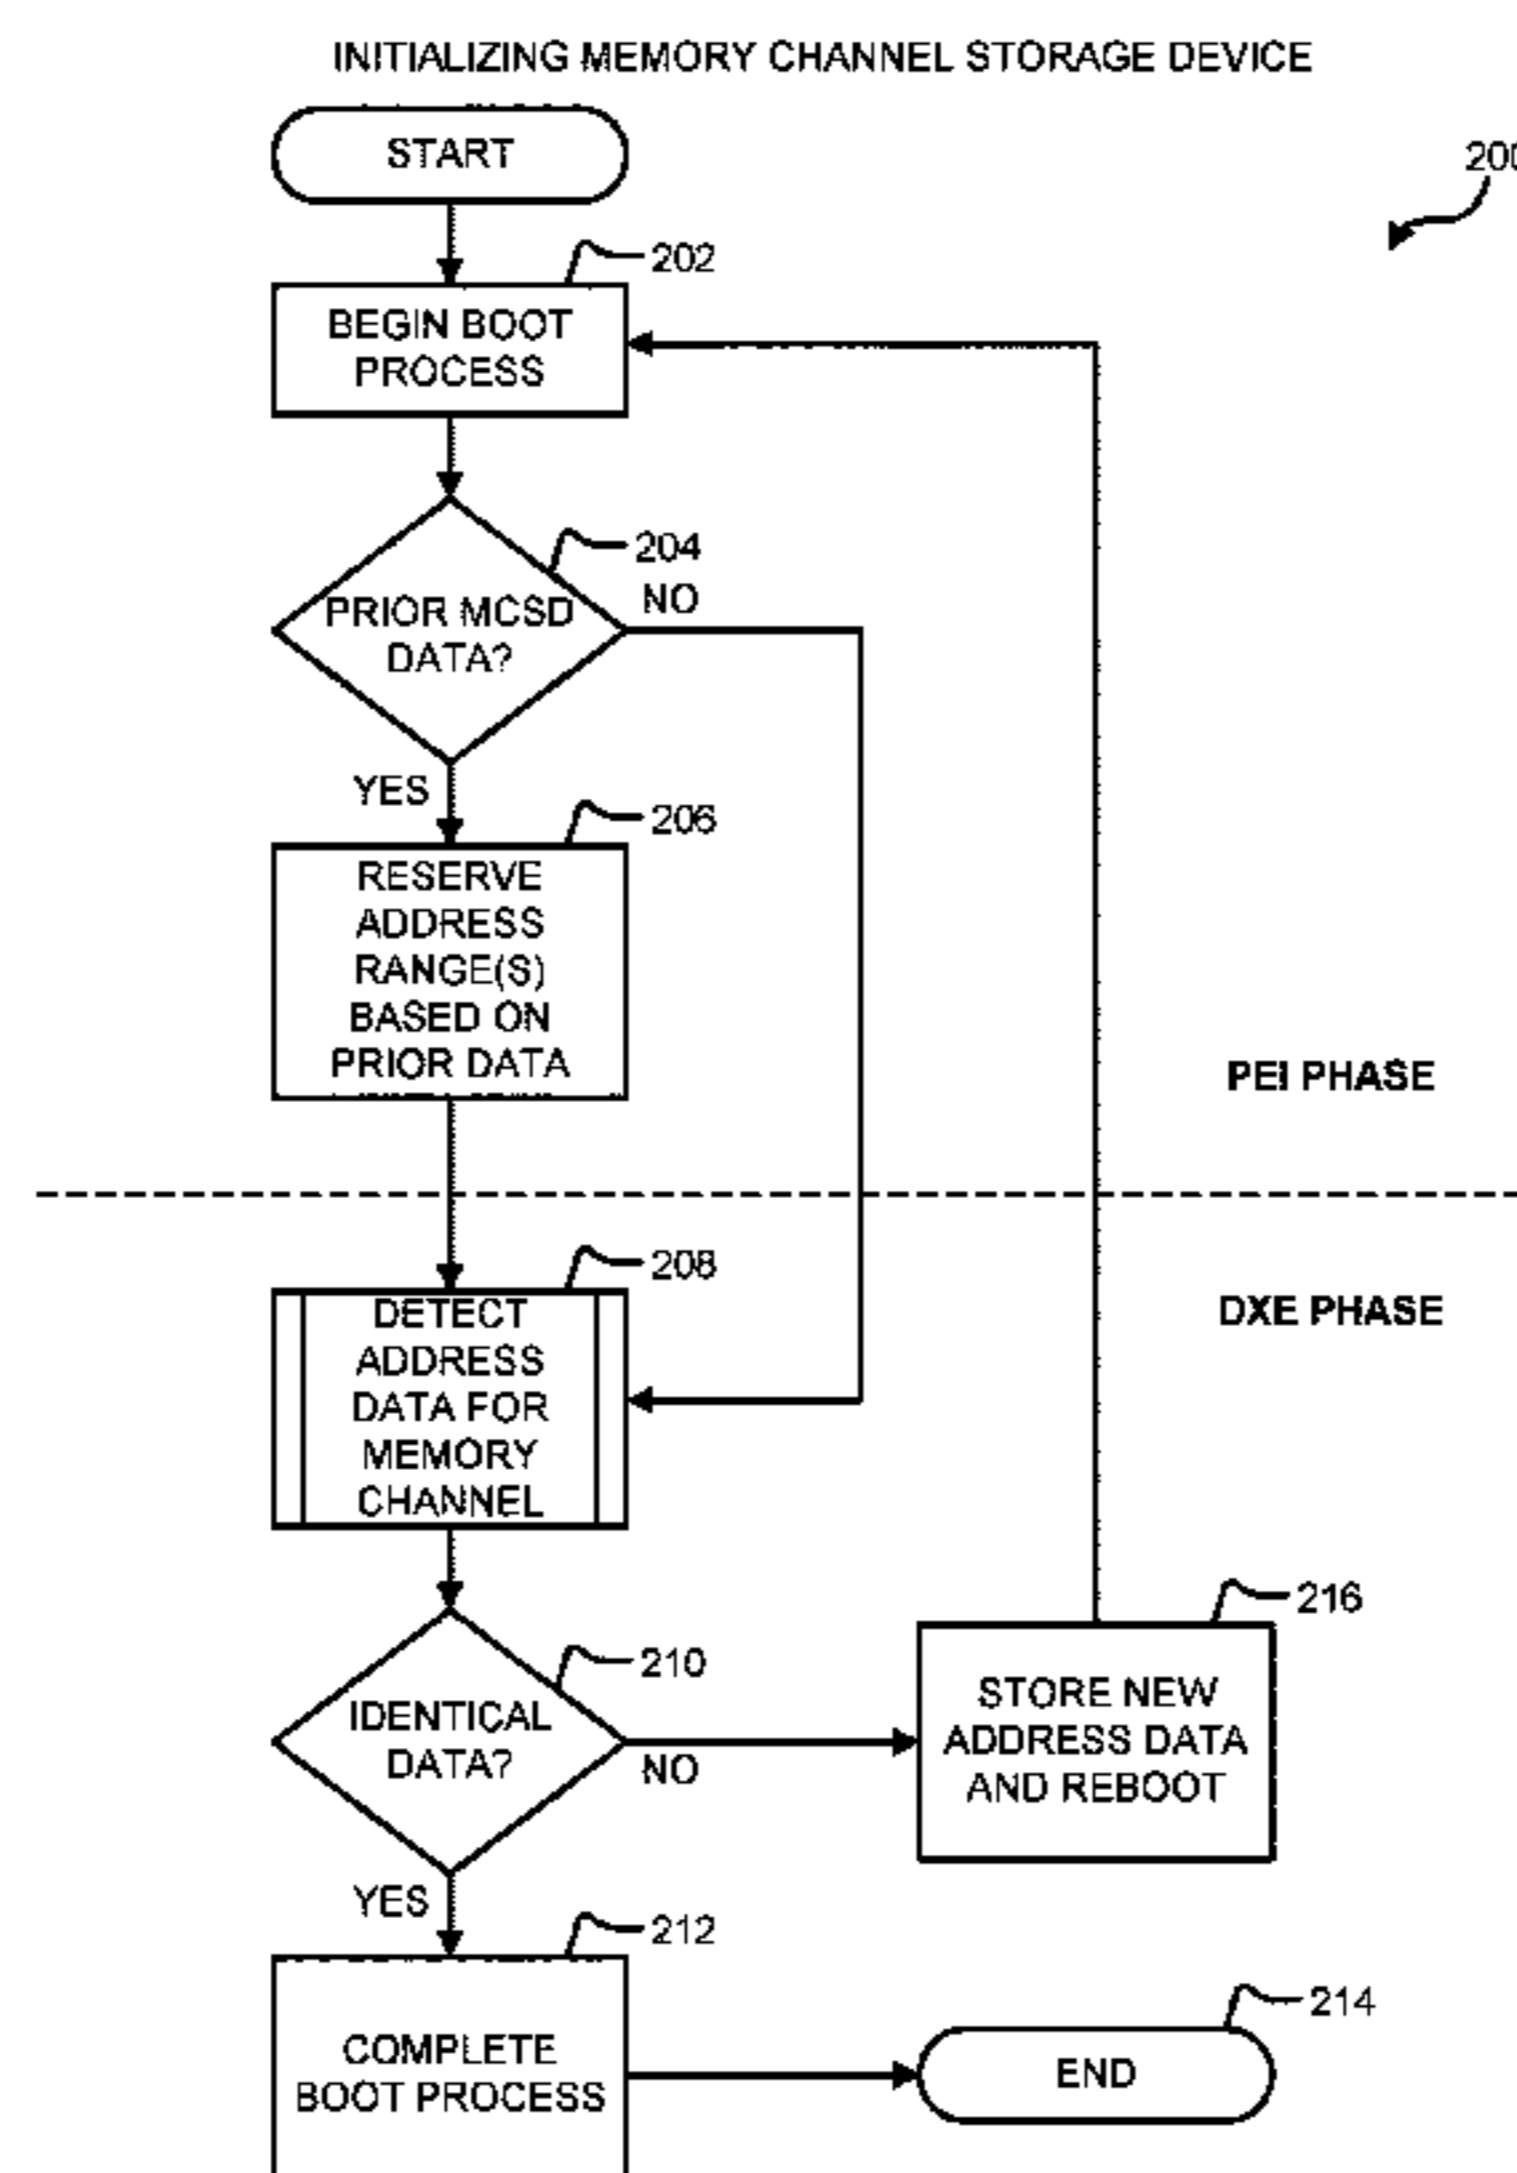 INITIALIZING MEMORY CHANNEL STORAGE DEVICE
START
202
BEGIN BOOT
PROCESS
204
PRIOR MCSD
DATA?
NO
YES
206
RESERVE
ADDRESS
RANGE(S)
BASED ON
PRIOR DATA
PEI PHASE
DXE PHASE
208
DETECT
ADDRESS
DATA FOR
MEMORY
CHANNEL
210
IDENTICAL
DATA?
NO
216
STORE NEW
ADDRESS DATA
AND REBOOT
YES
212
COMPLETE
BOOT PROCESS
214
END